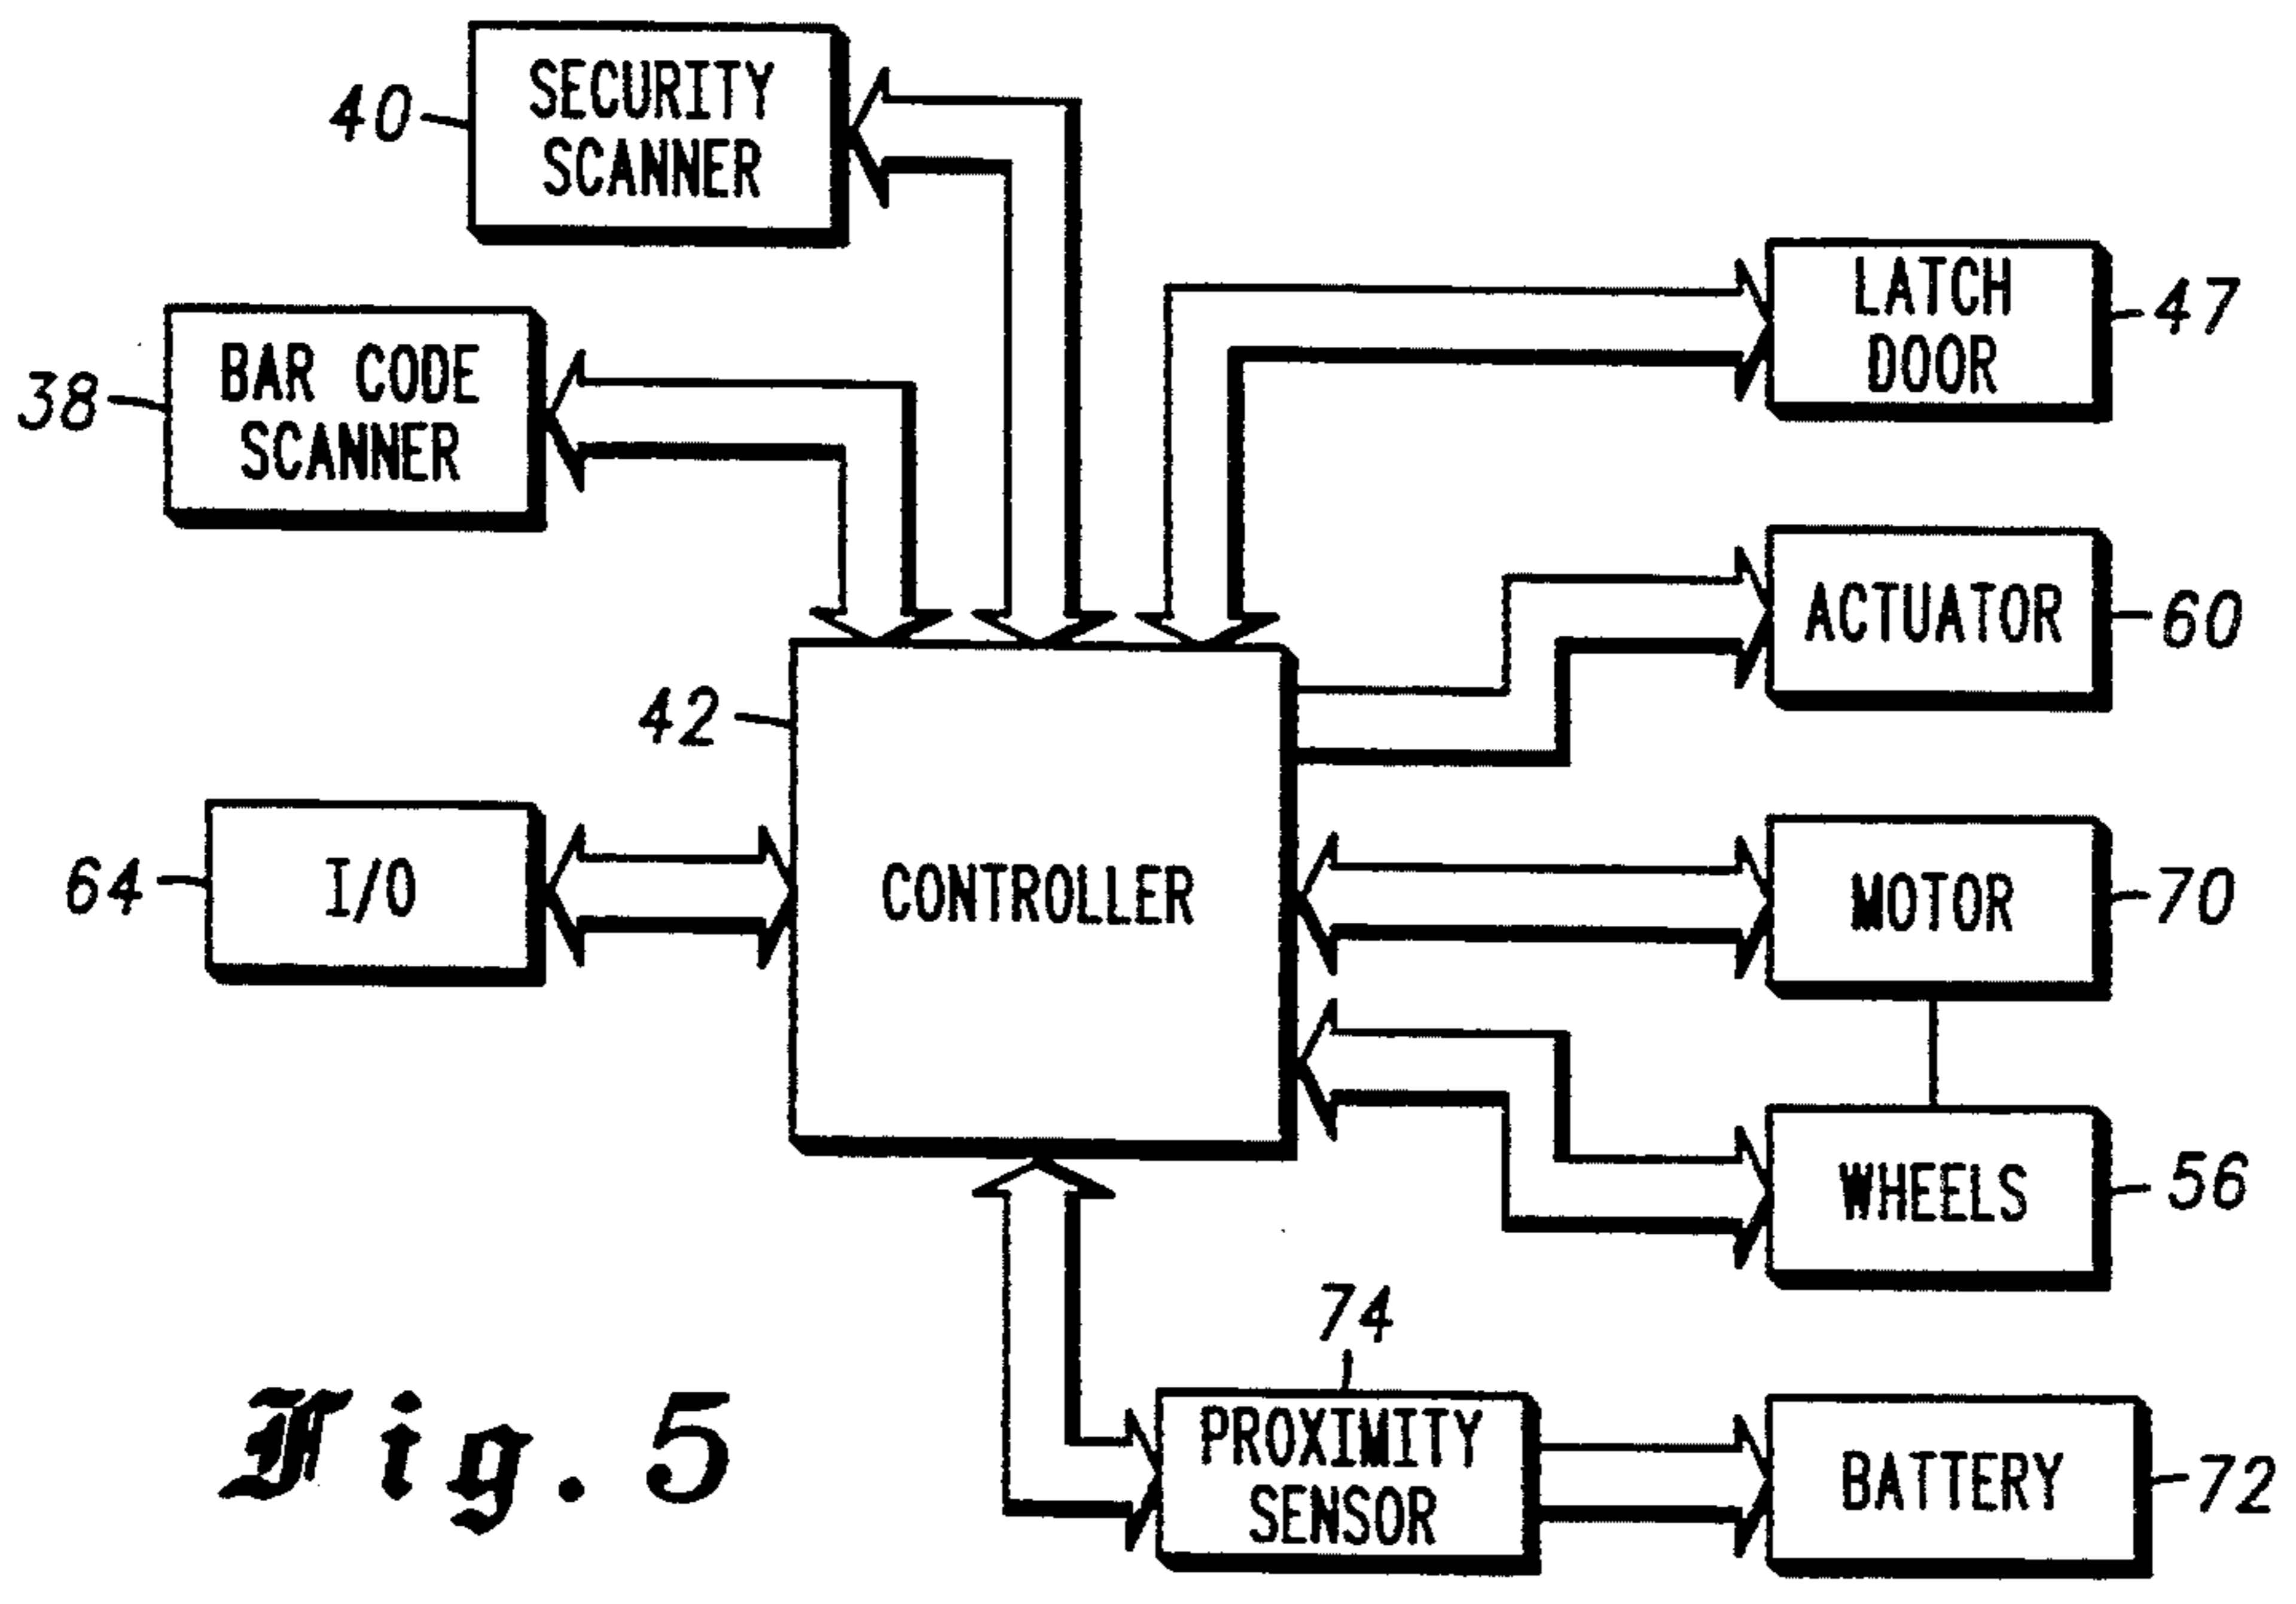 40
SECURITY
SCANNER
LATCH
DOOR
47
38
BAR CODE
SCANNER
ACTUATOR
60
42
64
I/O
CONTROLLER
MOTOR
70
WHEELS
56
74
PROXIMITY
SENSOR
BATTERY
72
Fig. 5